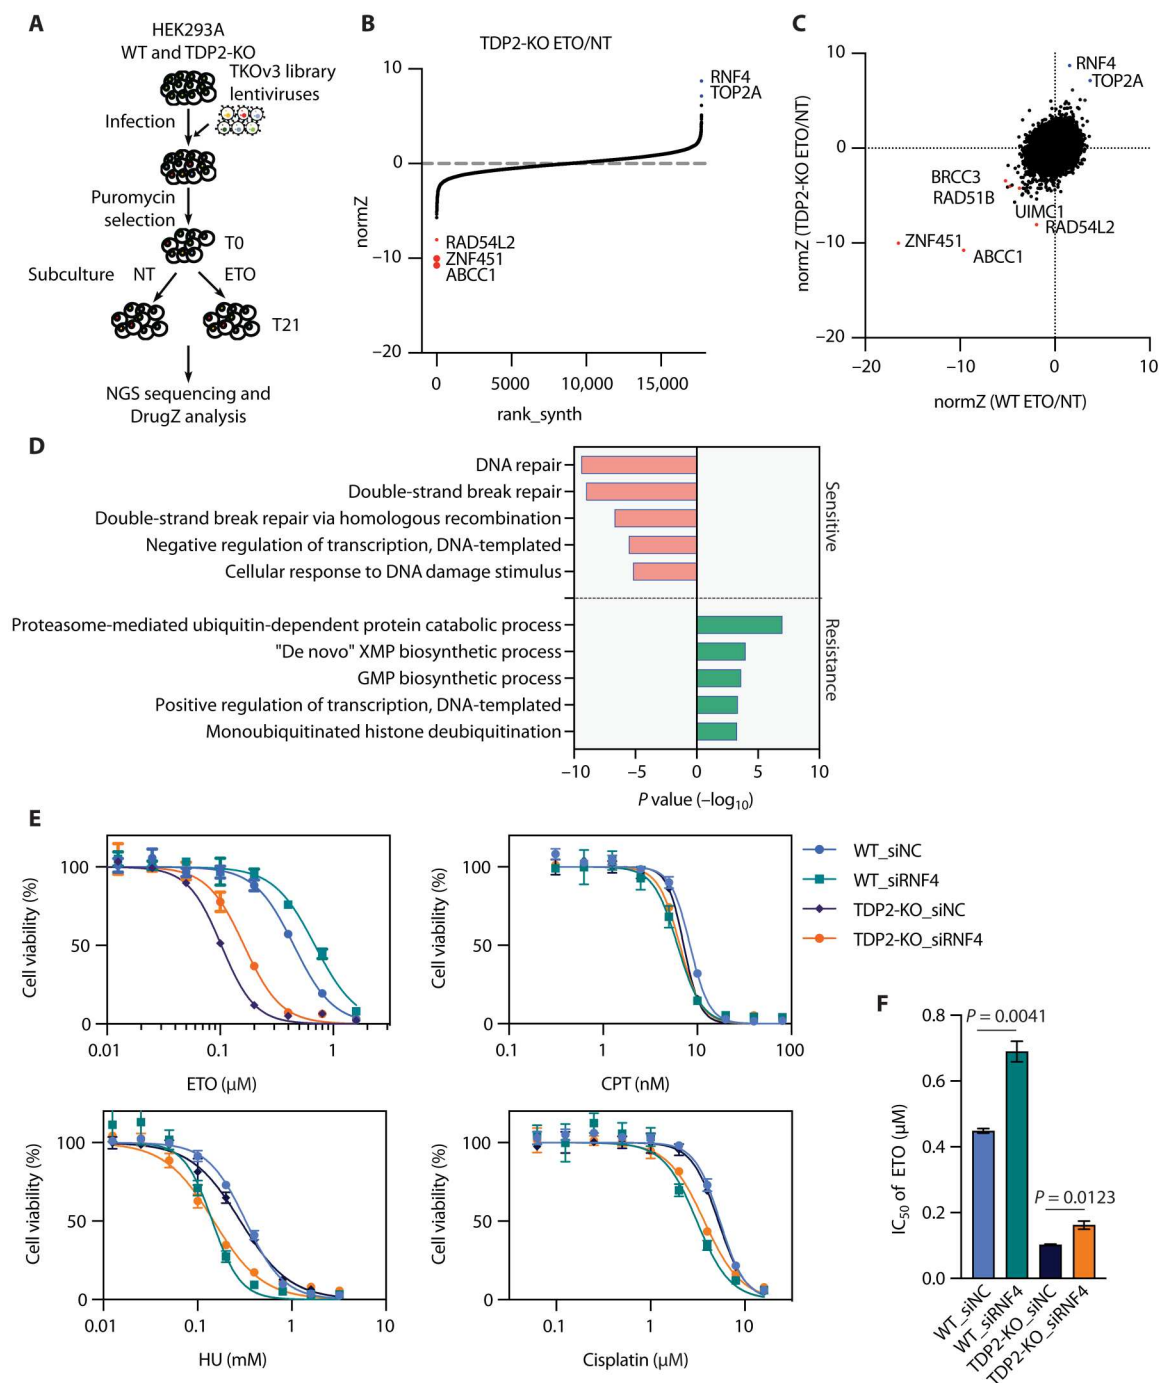 A
HEK293A
WT and TDP2-KO
TKOv3 library
lentiviruses
Infection
Puromycin
selection
T0
Subculture NT ETO
T21
NGS sequencing and
DrugZ analysis
B
TDP2-KO ETO/NT
10
0
−10
−20
normZ
RNF4
TOP2A
RAD54L2
ZNF451
ABCC1
0 5000 10,000 15,000
rank_synth
C
10
0
−10
−20
normZ (TDP2-KO ETO/NT)
RNF4
TOP2A
BRCC3
RAD51B
UIMC1
RAD54L2
ZNF451
ABCC1
−20 −10 0 10
normZ (WT ETO/NT)
D
DNA repair
Double-strand break repair
Double-strand break repair via homologous recombination
Negative regulation of transcription, DNA-templated
Cellular response to DNA damage stimulus
Sensitive
Proteasome-mediated ubiquitin-dependent protein catabolic process
"De novo" XMP biosynthetic process
GMP biosynthetic process
Positive regulation of transcription, DNA-templated
Monoubiquitinated histone deubiquitination
Resistance
−10 −5 0 5 10
P value (–log10)
E
100
50
0
Cell viability (%)
0.01 0.1 1
ETO (μM)
100
50
0
Cell viability (%)
0.1 1 10 100
CPT (nM)
WT_siNC
WT_siRNF4
TDP2-KO_siNC
TDP2-KO_siRNF4
100
50
0
Cell viability (%)
0.01 0.1 1 10
HU (mM)
100
50
0
Cell viability (%)
0.1 1 10
Cisplatin (μM)
F
0.8
0.6
0.4
0.2
0.0
IC50 of ETO (μM)
P = 0.0041
P = 0.0123
WT_siNC
WT_siRNF4
TDP2-KO_siNC
TDP2-KO_siRNF4